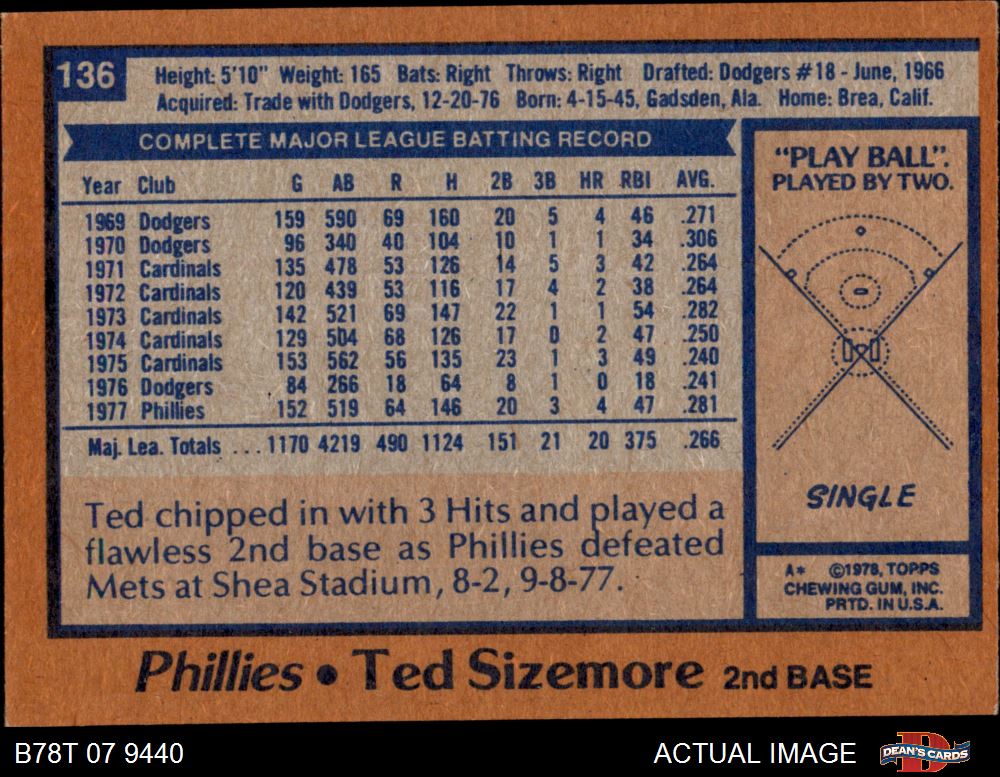 136
Height: 5'10" Weight: 165 Bats: Right Throws: Right Drafted: Dodgers #18 - June, 1966
Acquired: Trade with Dodgers, 12-20-76 Born: 4-15-45, Gadsden, Ala. Home: Brea, Calif.
COMPLETE MAJOR LEAGUE BATTING RECORD
Year Club G AB R H 2B 3B HR RBI AVG.
1969 Dodgers 159 590 69 160 20 5 4 46 .271
1970 Dodgers 96 340 40 104 10 1 1 34 .306
1971 Cardinals 135 478 53 126 14 5 3 42 .264
1972 Cardinals 120 439 53 116 17 4 2 38 .264
1973 Cardinals 142 521 69 147 22 1 1 54 .282
1974 Cardinals 129 504 68 126 17 0 2 47 .250
1975 Cardinals 153 562 56 135 23 1 3 49 .240
1976 Dodgers 84 266 18 64 8 1 0 18 .241
1977 Phillies 152 519 64 146 20 3 4 47 .281
Maj. Lea. Totals ... 1170 4219 490 1124 151 21 20 375 .266
Ted chipped in with 3 Hits and played a
flawless 2nd base as Phillies defeated
Mets at Shea Stadium, 8-2, 9-8-77.
"PLAY BALL".
PLAYED BY TWO.
SINGLE
A* ©1978, TOPPS
CHEWING GUM, INC.
PRTD. IN U.S.A.
Phillies • Ted Sizemore 2nd BASE
B78T 07 9440
ACTUAL IMAGE
DEAN'S CARDS